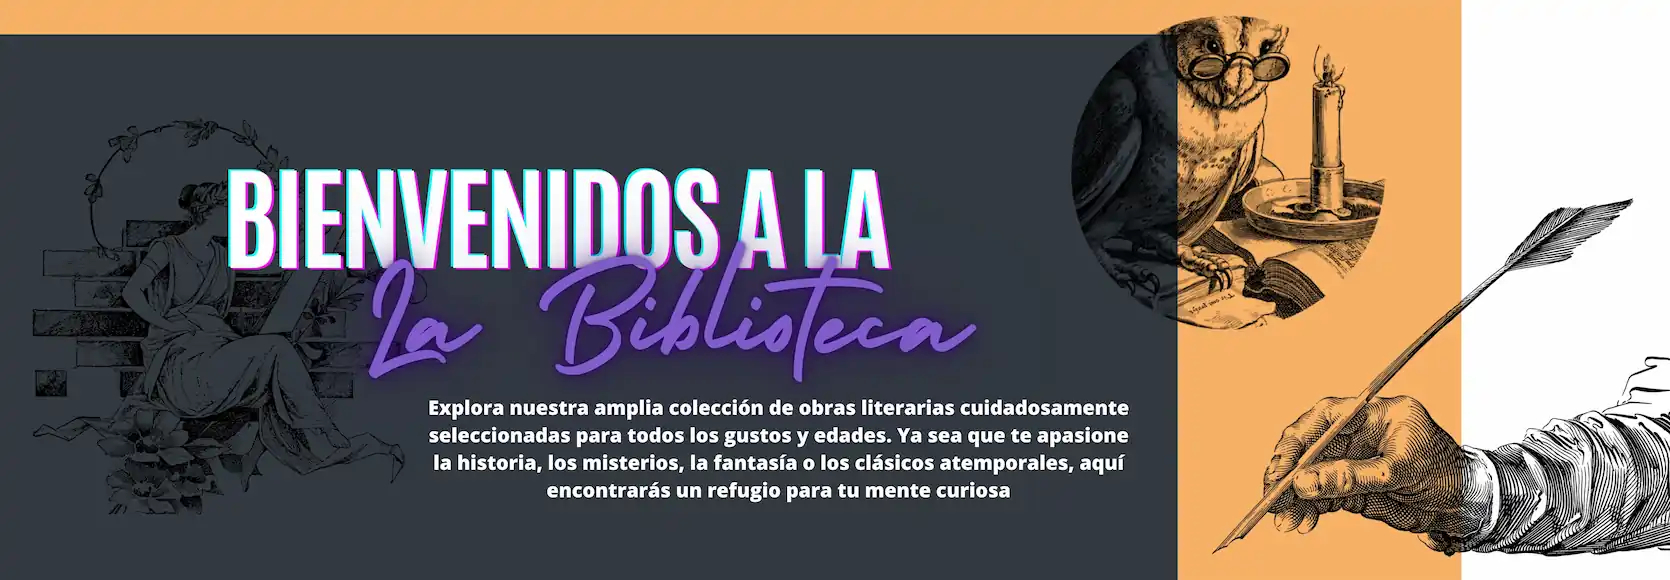 BIENVENIDOS A LA
La Biblioteca
Explora nuestra amplia colección de obras literarias cuidadosamente
seleccionadas para todos los gustos y edades. Ya sea que te apasione
la historia, los misterios, la fantasía o los clásicos atemporales, aquí
encontrarás un refugio para tu mente curiosa